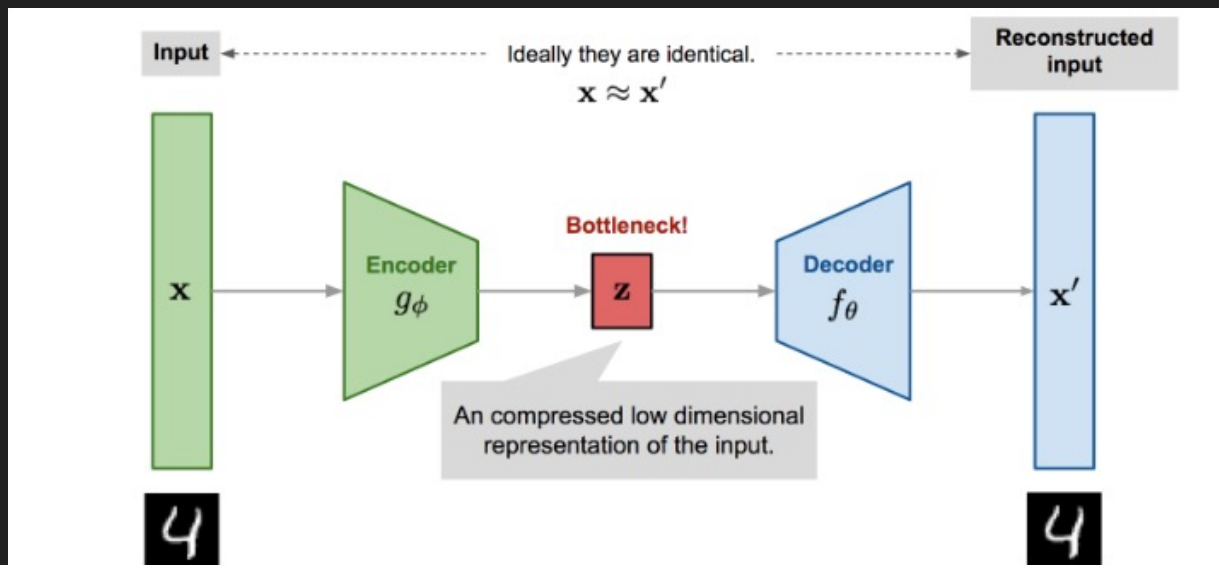 Input
Ideally they are identical.
x ≈ x′
Reconstructed
input
Bottleneck!
x
Encoder
gϕ
z
Decoder
fθ
x′
An compressed low dimensional
representation of the input.
4
4